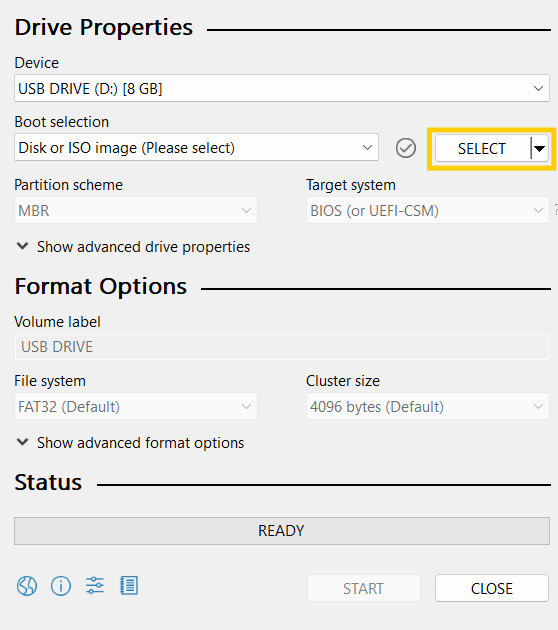 Drive Properties
Device
USB DRIVE (D:) [8 GB]
Boot selection
Disk or ISO image (Please select)
SELECT
Partition scheme
Target system
MBR
BIOS (or UEFI-CSM)
?
Show advanced drive properties
Format Options
Volume label
USB DRIVE
File system
Cluster size
FAT32 (Default)
4096 bytes (Default)
Show advanced format options
Status
READY
START
CLOSE